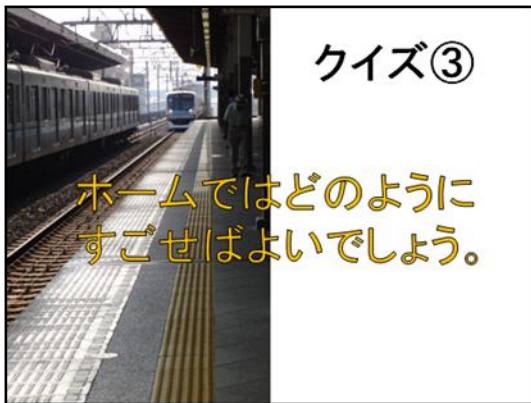 クイズ③
ホームではどのように
すごせばよいでしょう。